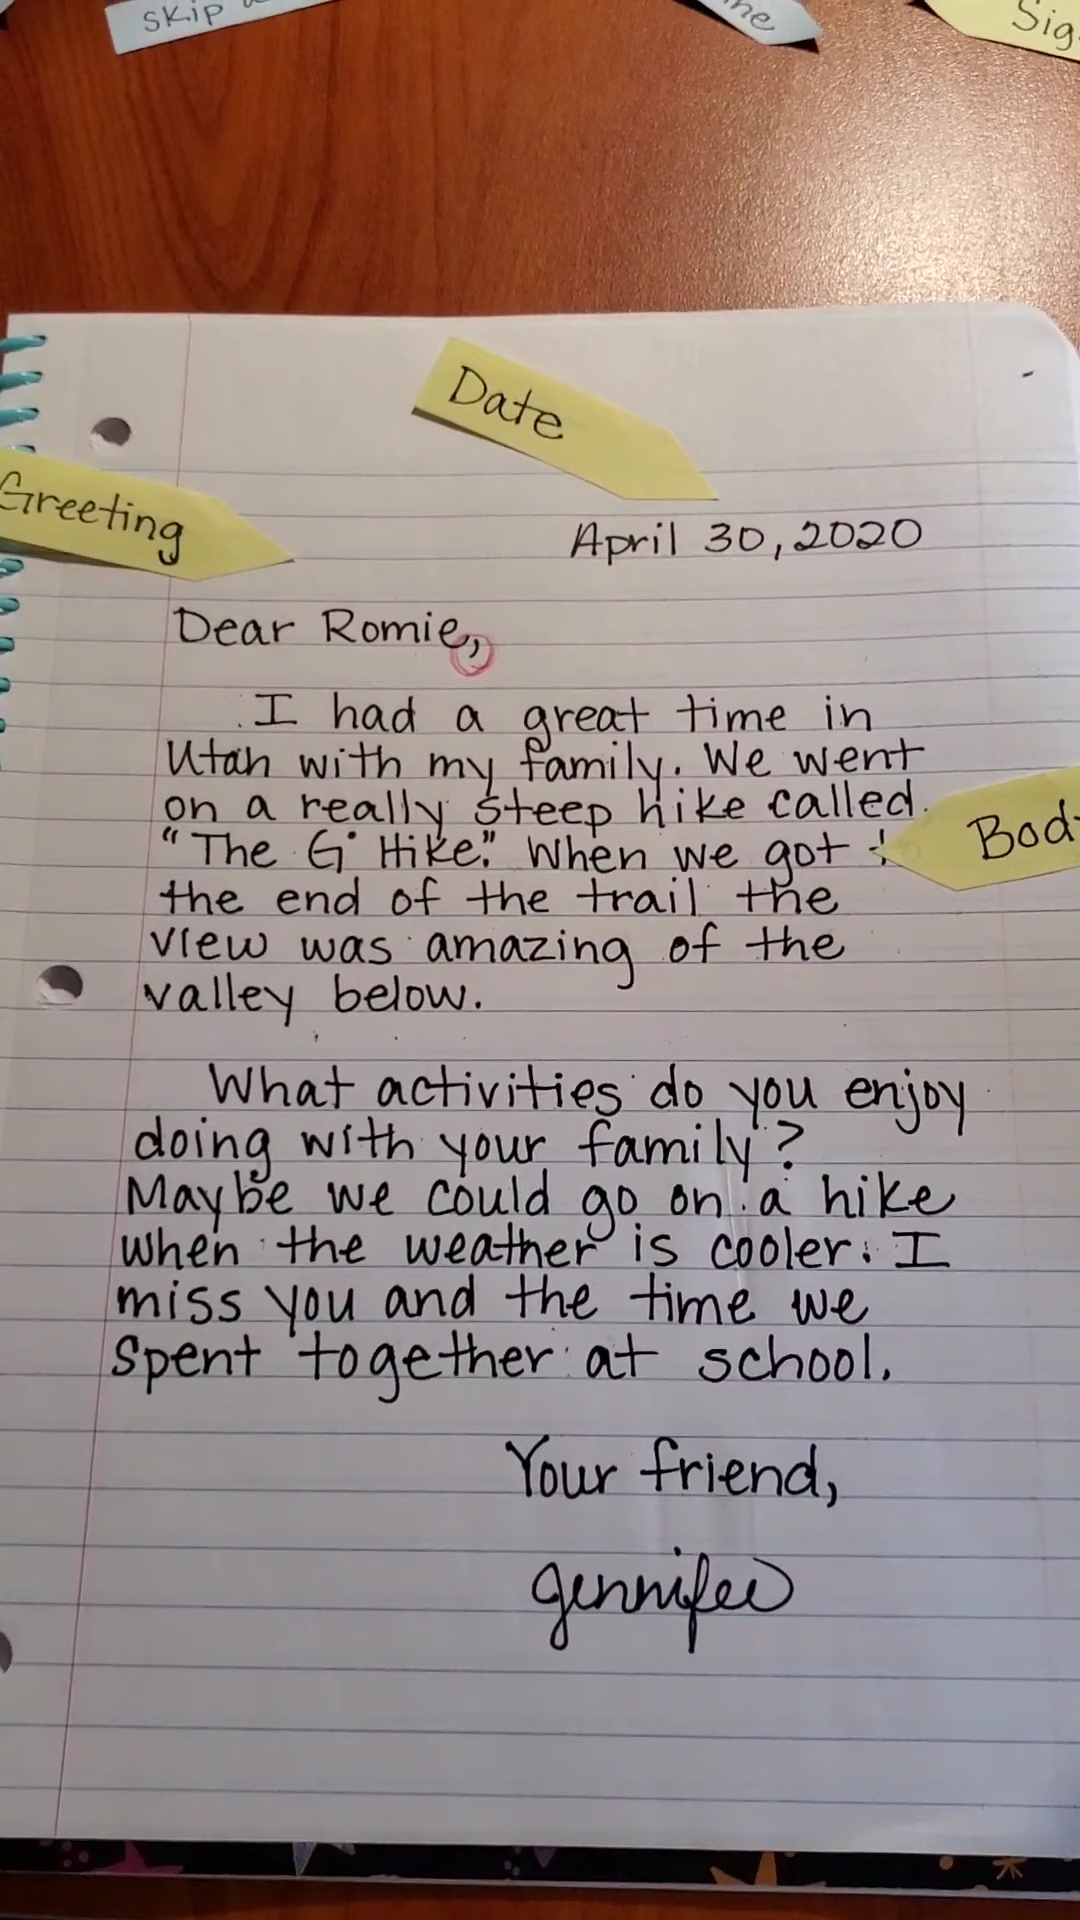 skip
ne
Sig
Date
Greeting
April 30, 2020
Dear Romie,
I had a great time in
Utah with my family. We went
on a really steep hike called
"The G Hike." When we got
Bod
the end of the trail the
view was amazing of the
valley below.
What activities do you enjoy
doing with your family?
Maybe we could go on a hike
when the weather is cooler. I
miss you and the time we
spent together at school.
Your friend,
Jennifer